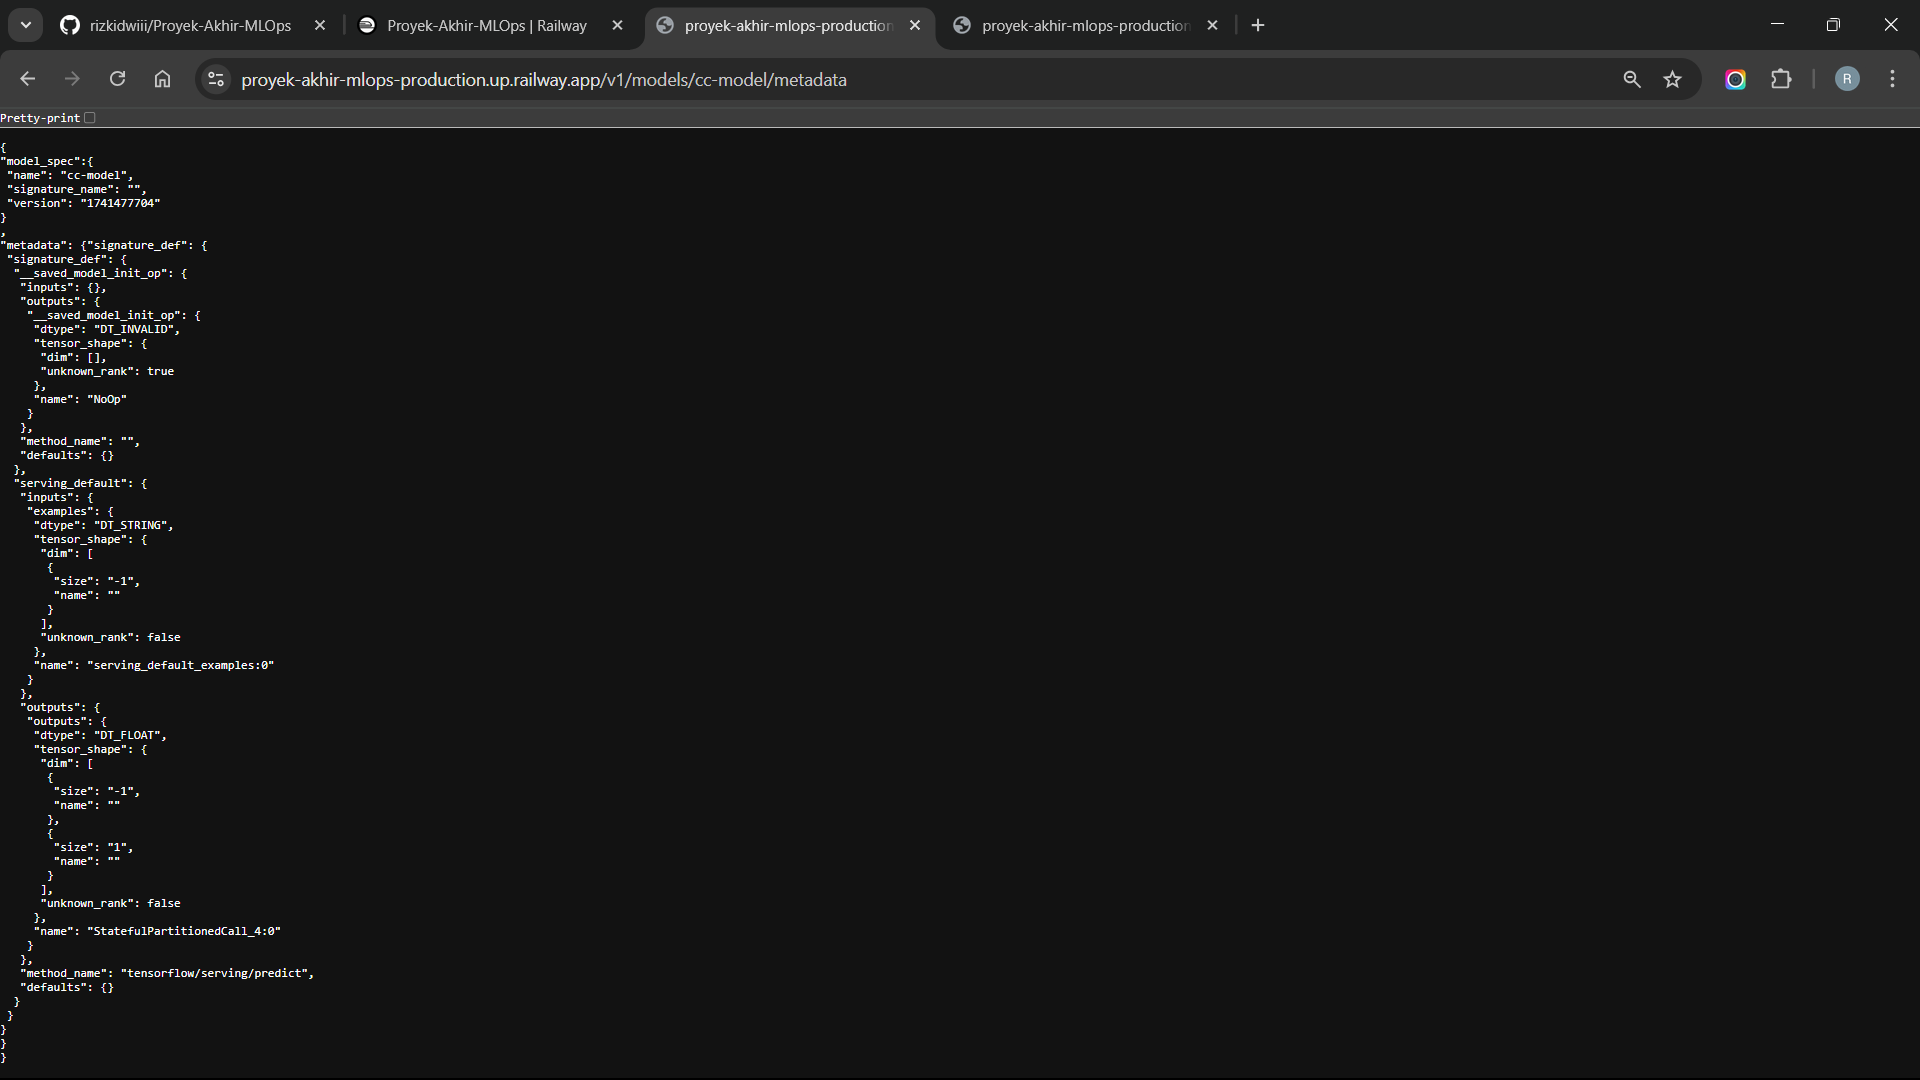 rizkidwiii/Proyek-Akhir-MLOps
Proyek-Akhir-MLOps | Railway
proyek-akhir-mlops-production
proyek-akhir-mlops-production
proyek-akhir-mlops-production.up.railway.app/v1/models/cc-model/metadata
R
Pretty-print
{
"model_spec":{
 "name": "cc-model",
 "signature_name": "",
 "version": "1741477704"
}
,
"metadata": {"signature_def": {
 "signature_def": {
  "__saved_model_init_op": {
   "inputs": {},
   "outputs": {
    "__saved_model_init_op": {
     "dtype": "DT_INVALID",
     "tensor_shape": {
      "dim": [],
      "unknown_rank": true
     },
     "name": "NoOp"
    }
   },
   "method_name": "",
   "defaults": {}
  },
  "serving_default": {
   "inputs": {
    "examples": {
     "dtype": "DT_STRING",
     "tensor_shape": {
      "dim": [
       {
        "size": "-1",
        "name": ""
       }
      ],
      "unknown_rank": false
     },
     "name": "serving_default_examples:0"
    }
   },
   "outputs": {
    "outputs": {
     "dtype": "DT_FLOAT",
     "tensor_shape": {
      "dim": [
       {
        "size": "-1",
        "name": ""
       },
       {
        "size": "1",
        "name": ""
       }
      ],
      "unknown_rank": false
     },
     "name": "StatefulPartitionedCall_4:0"
    }
   },
   "method_name": "tensorflow/serving/predict",
   "defaults": {}
  }
 }
}
}
}